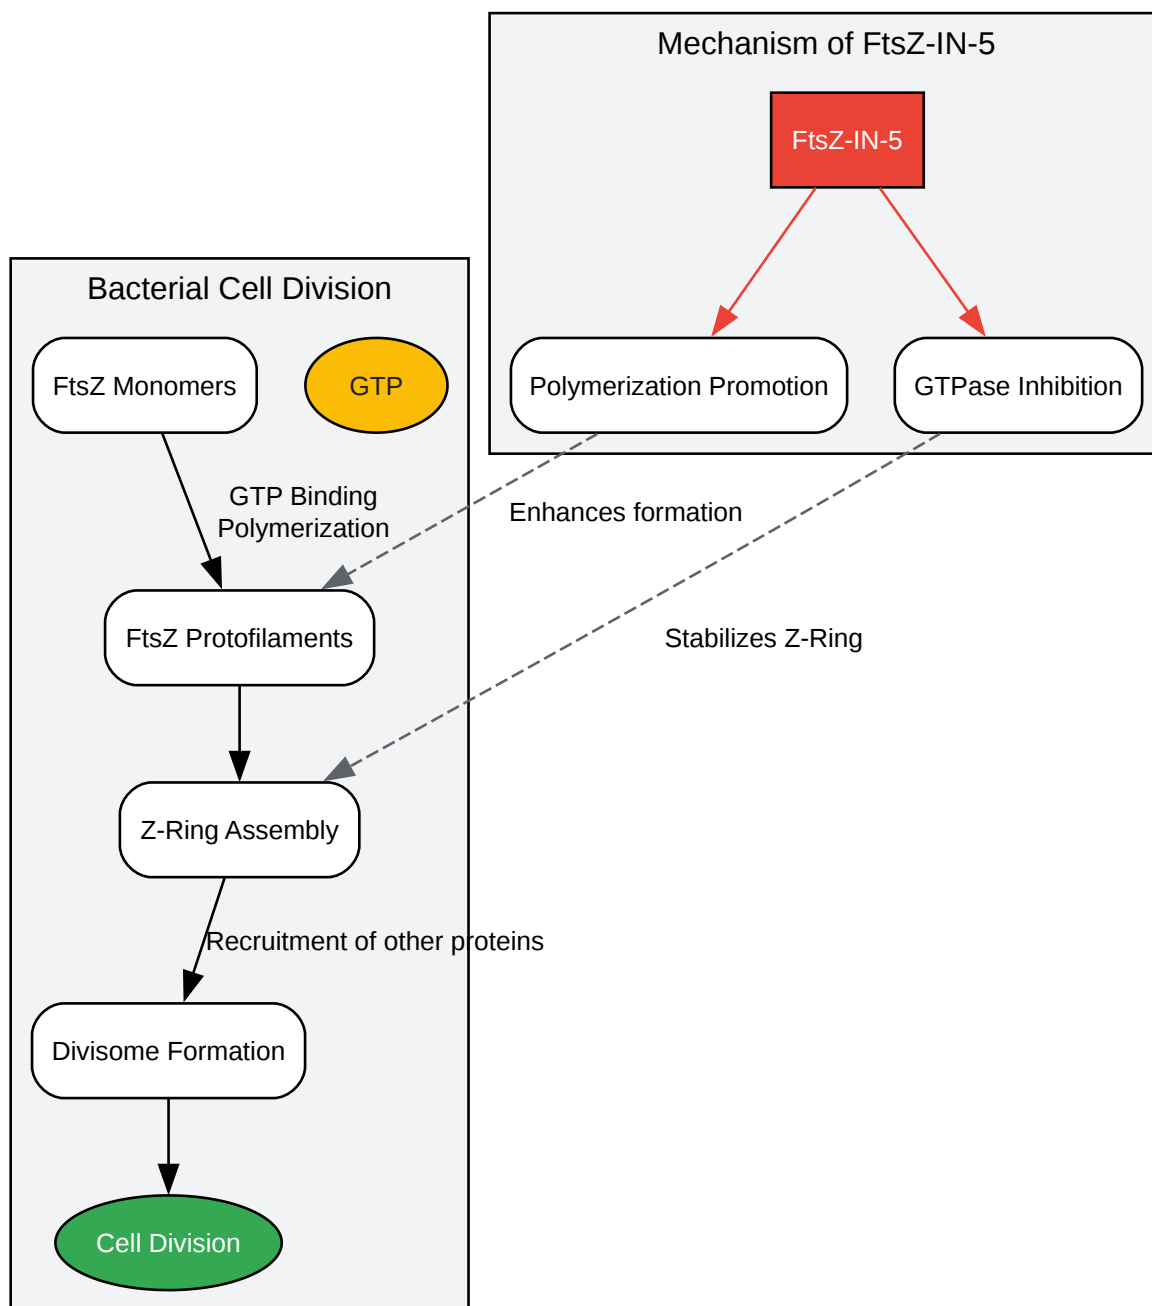 Mechanism of FtsZ-IN-5
FtsZ-IN-5
Bacterial Cell Division
FtsZ Monomers
GTP
Polymerization Promotion
GTPase Inhibition
GTP Binding
Polymerization
Enhances formation
FtsZ Protofilaments
Stabilizes Z-Ring
Z-Ring Assembly
Recruitment of other proteins
Divisome Formation
Cell Division